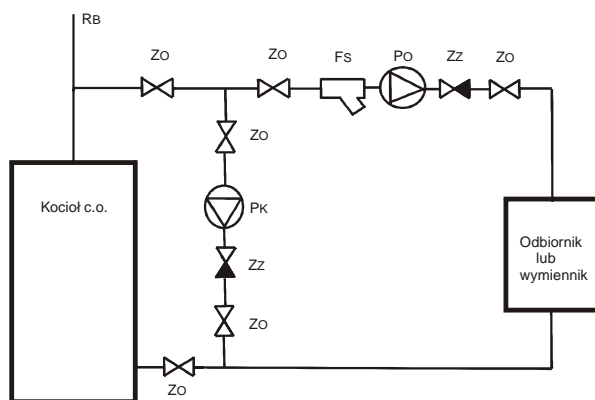 RB
ZO
ZO
FS
PO
ZZ
ZO
ZO
Kocioł c.o.
PK
Odbiornik
lub
wymiennik
ZZ
ZO
ZO